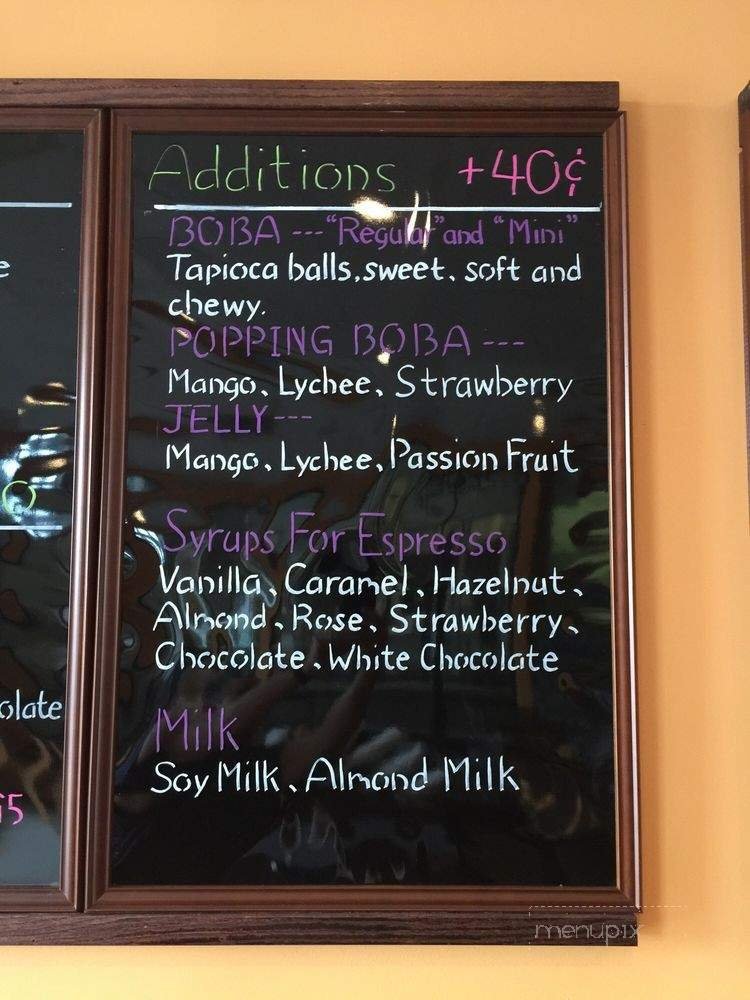 Additions +40¢
BOBA ---"Regular" and "Mini"
Tapioca balls, sweet, soft and
chewy.
POPPING BOBA ---
Mango, Lychee, Strawberry
JELLY---
Mango, Lychee, Passion Fruit
Syrups For Espresso
Vanilla, Caramel, Hazelnut,
Almond, Rose, Strawberry,
Chocolate, White Chocolate
Milk
Soy Milk, Almond Milk
olate
menupix